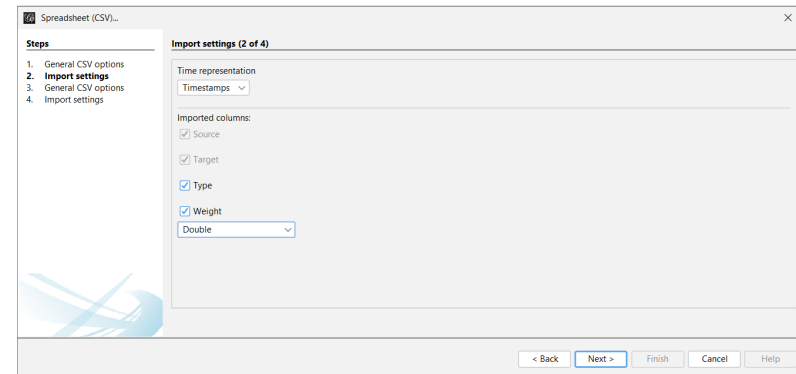 Spreadsheet (CSV)...
Steps
1. General CSV options
2. Import settings
3. General CSV options
4. Import settings
Import settings (2 of 4)
Time representation
Timestamps
Imported columns:
Source
Target
Type
Weight
Double
< Back Next > Finish Cancel Help